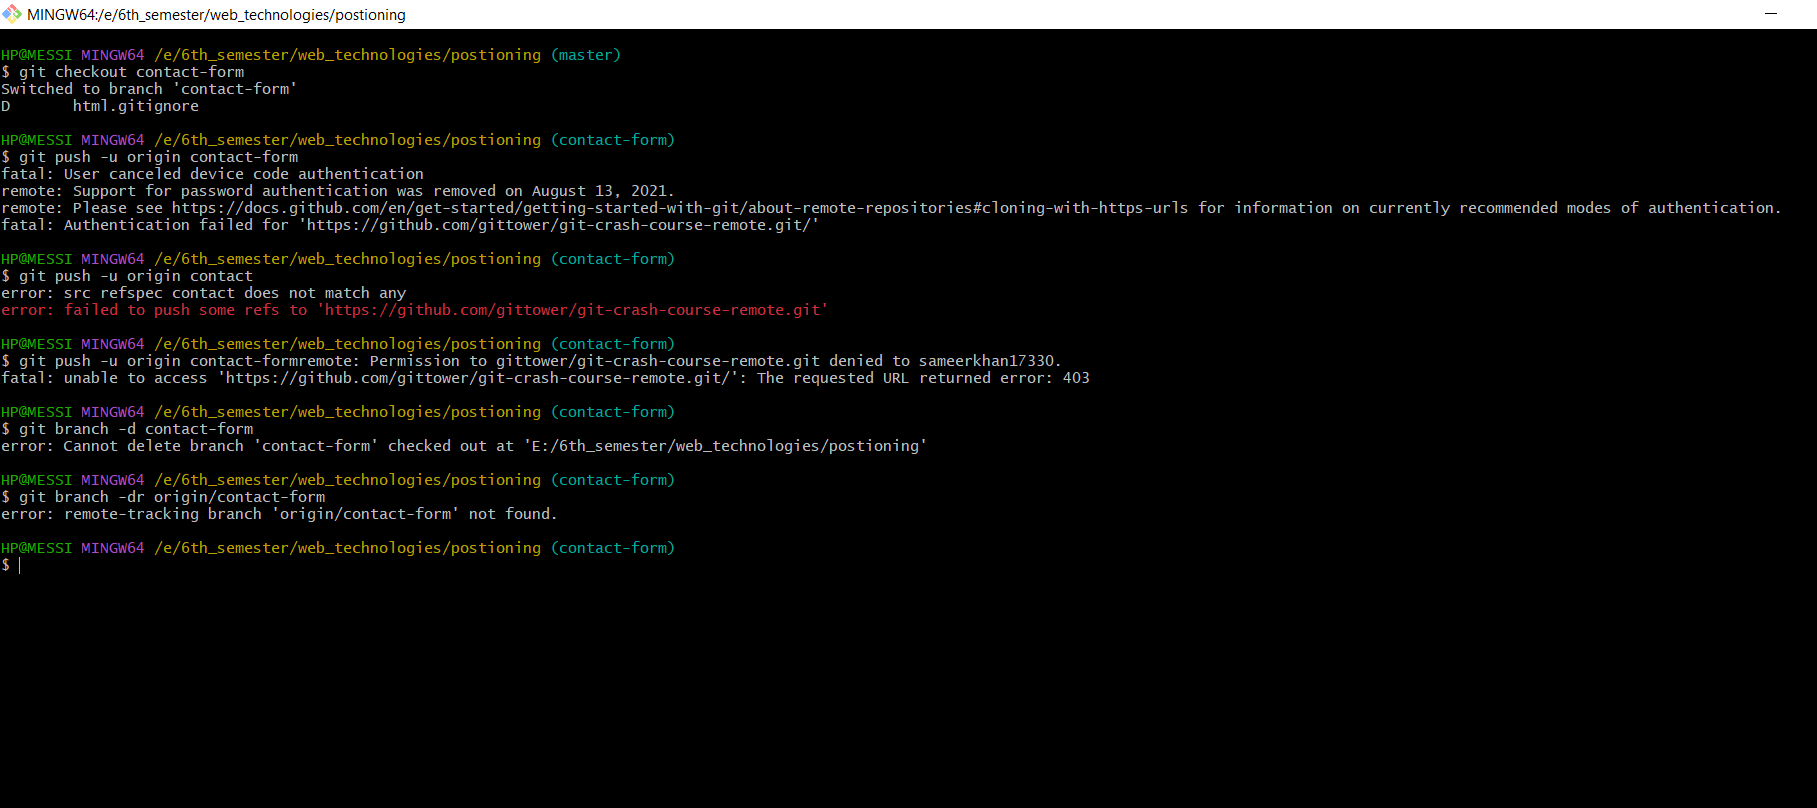 MINGW64:/e/6th_semester/web_technologies/postioning
HP@MESSI MINGW64 /e/6th_semester/web_technologies/postioning (master)
$ git checkout contact-form
Switched to branch 'contact-form'
D       html.gitignore
HP@MESSI MINGW64 /e/6th_semester/web_technologies/postioning (contact-form)
$ git push -u origin contact-form
fatal: User canceled device code authentication
remote: Support for password authentication was removed on August 13, 2021.
remote: Please see https://docs.github.com/en/get-started/getting-started-with-git/about-remote-repositories#cloning-with-https-urls for information on currently recommended modes of authentication.
fatal: Authentication failed for 'https://github.com/gittower/git-crash-course-remote.git/'
HP@MESSI MINGW64 /e/6th_semester/web_technologies/postioning (contact-form)
$ git push -u origin contact
error: src refspec contact does not match any
error: failed to push some refs to 'https://github.com/gittower/git-crash-course-remote.git'
HP@MESSI MINGW64 /e/6th_semester/web_technologies/postioning (contact-form)
$ git push -u origin contact-formremote: Permission to gittower/git-crash-course-remote.git denied to sameerkhan17330.
fatal: unable to access 'https://github.com/gittower/git-crash-course-remote.git/': The requested URL returned error: 403
HP@MESSI MINGW64 /e/6th_semester/web_technologies/postioning (contact-form)
$ git branch -d contact-form
error: Cannot delete branch 'contact-form' checked out at 'E:/6th_semester/web_technologies/postioning'
HP@MESSI MINGW64 /e/6th_semester/web_technologies/postioning (contact-form)
$ git branch -dr origin/contact-form
error: remote-tracking branch 'origin/contact-form' not found.
HP@MESSI MINGW64 /e/6th_semester/web_technologies/postioning (contact-form)
$